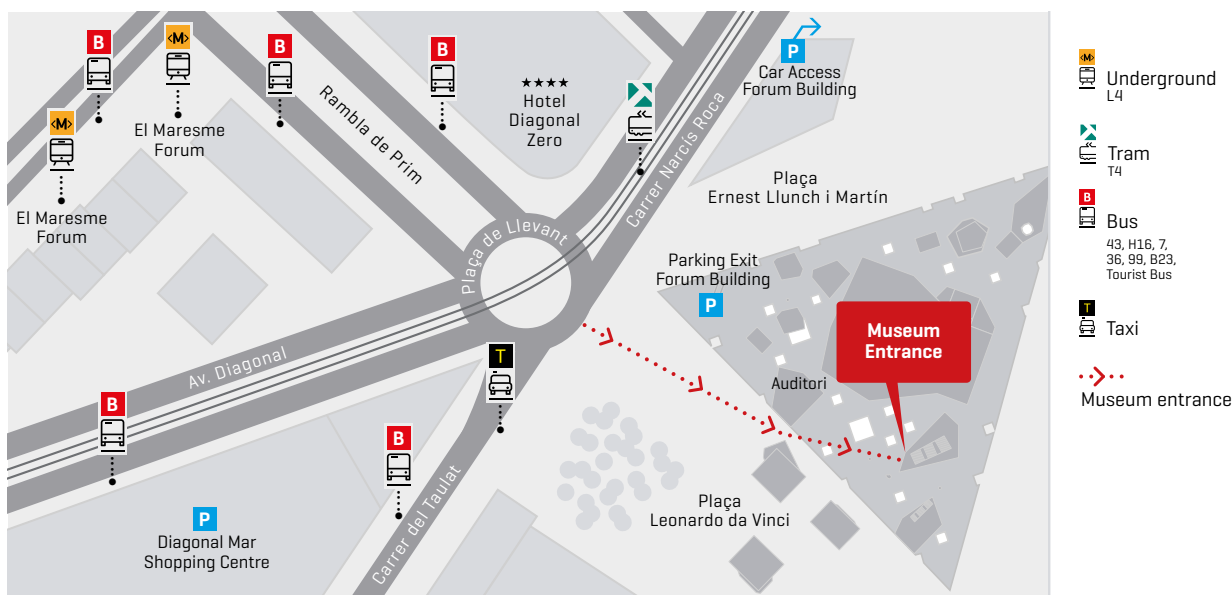 B
<M>
B
B
El Maresme
Forum
<M>
El Maresme
Forum
Rambla de Prim
★★★★
Hotel
Diagonal
Zero
P
Car Access
Forum Building
Carrer Narcís Roca
Plaça
Ernest Llunch i Martín
Plaça de Llevant
Parking Exit
Forum Building
P
Museum
Entrance
Auditori
Av. Diagonal
T
B
B
Carrer del Taulat
P
Diagonal Mar
Shopping Centre
Plaça
Leonardo da Vinci
<M>
Underground
L4
Tram
T4
B
Bus
43, H16, 7,
36, 99, B23,
Tourist Bus
T
Taxi
Museum entrance